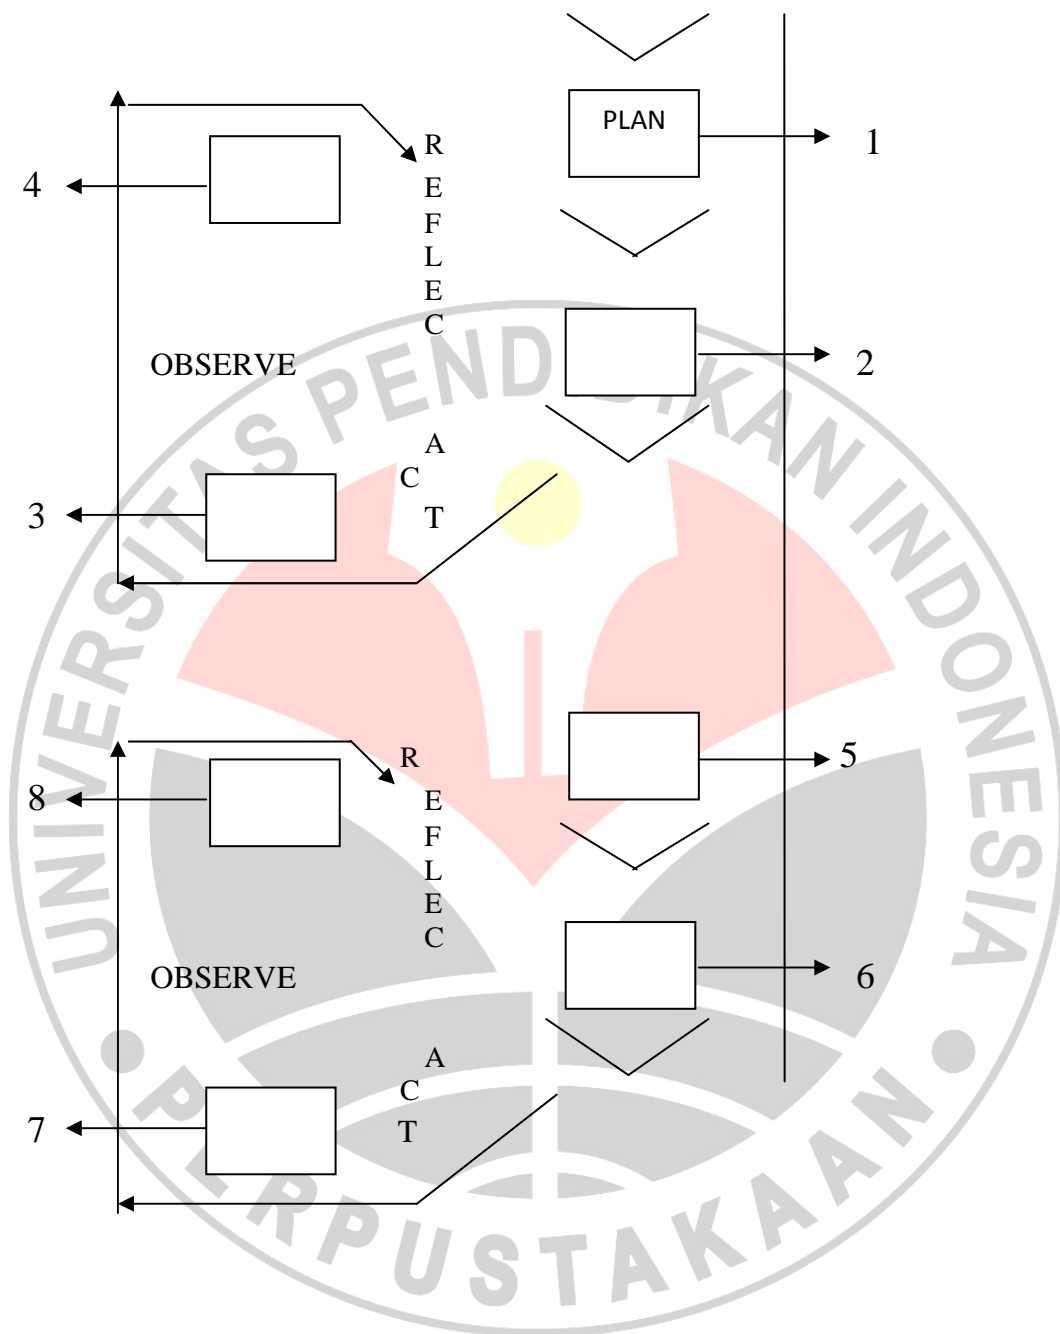 PLAN
1
4
R
E
F
L
E
C
OBSERVE
2
A
C
T
3
5
R
E
F
L
E
C
8
OBSERVE
6
A
C
T
7
UNIVERSITAS PENDIDIKAN INDONESIA
PERPUSTAKAAN